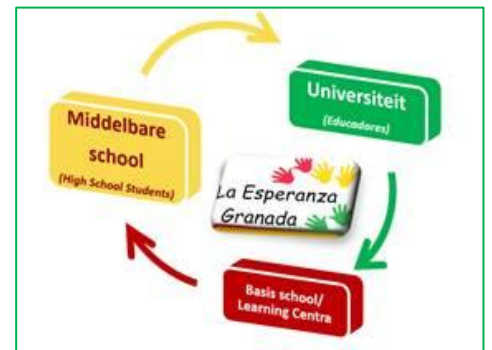 Middelbare
school
(High School Students)
Universiteit
(Educadores)
La Esperanza
Granada
Basis school/
Learning Centra